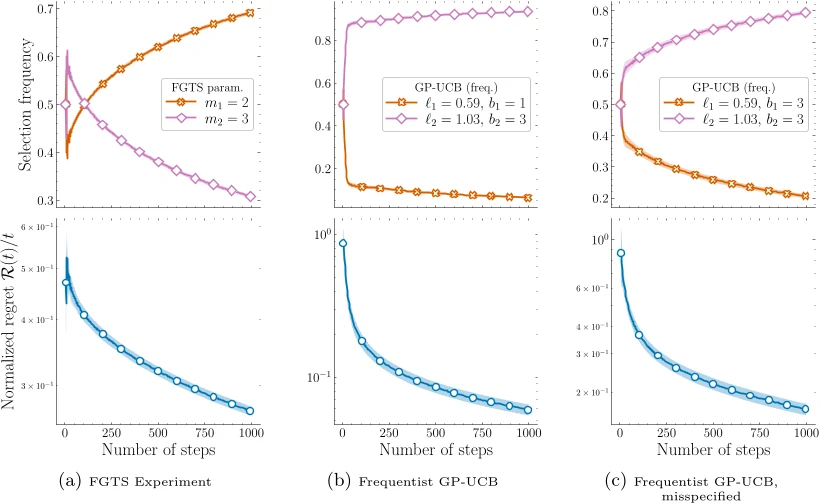 0.7
0.6
0.5
0.4
0.3
Selection frequency
FGTS param.
m₁ = 2
m₂ = 3
0.8
0.6
0.4
0.2
GP-UCB (freq.)
ℓ₁ = 0.59, b₁ = 1
ℓ₂ = 1.03, b₂ = 3
0.8
0.7
0.6
0.5
0.4
0.3
0.2
GP-UCB (freq.)
ℓ₁ = 0.59, b₁ = 3
ℓ₂ = 1.03, b₂ = 3
6 × 10⁻¹
5 × 10⁻¹
4 × 10⁻¹
3 × 10⁻¹
Normalized regret R(t)/t
0 250 500 750 1000
Number of steps
10⁰
10⁻¹
0 250 500 750 1000
Number of steps
10⁰
6 × 10⁻¹
4 × 10⁻¹
3 × 10⁻¹
2 × 10⁻¹
0 250 500 750 1000
Number of steps
(a) FGTS Experiment
(b) Frequentist GP-UCB
(c) Frequentist GP-UCB,
misspecified